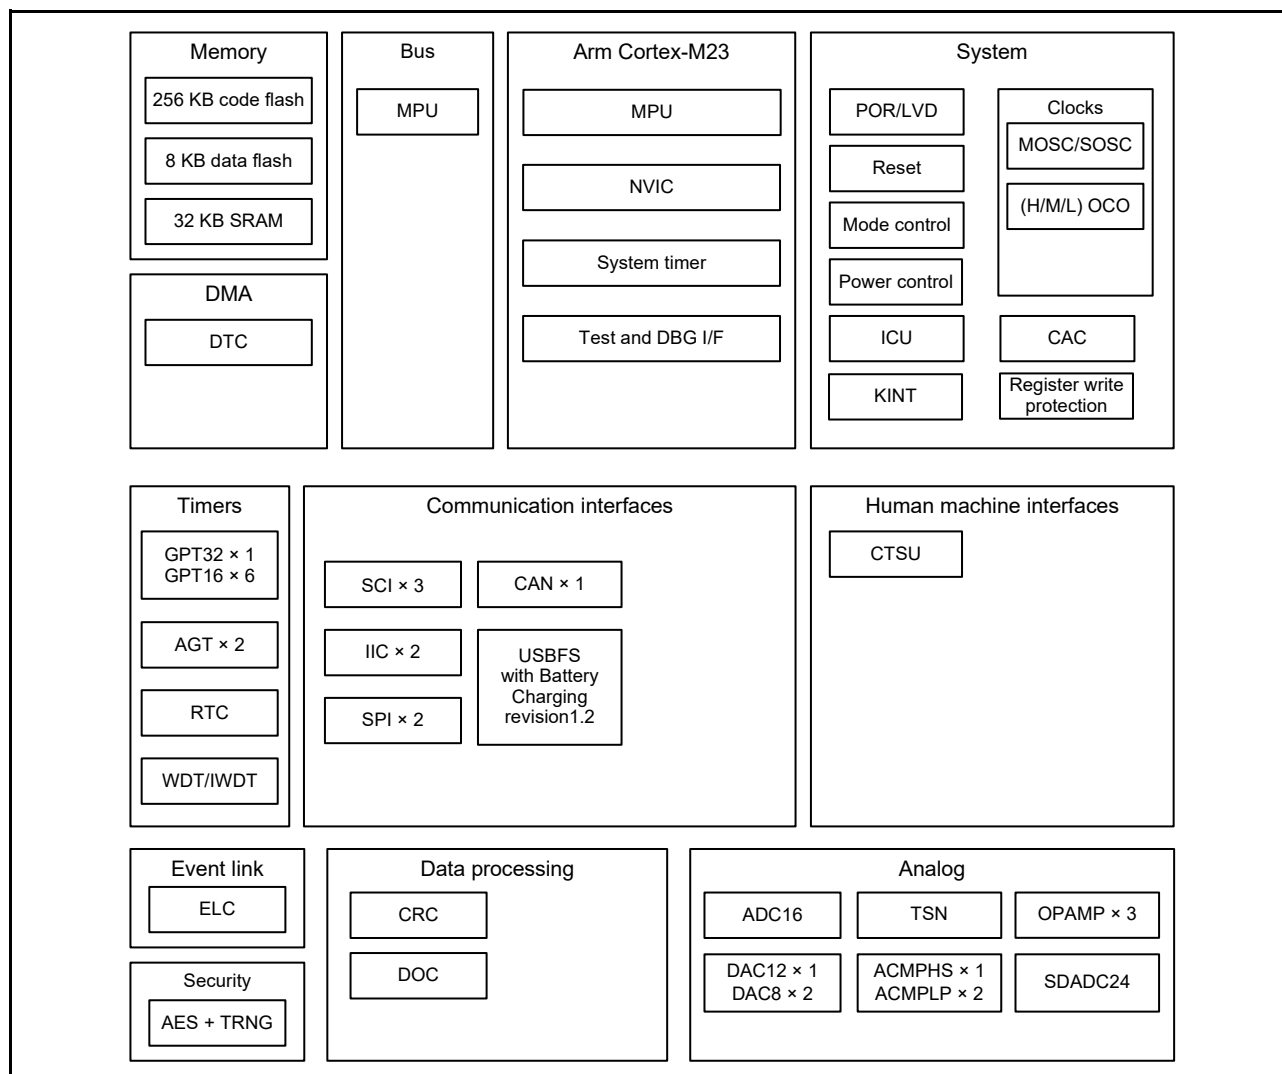 Memory
256 KB code flash
8 KB data flash
32 KB SRAM
DMA
DTC
Bus
MPU
Arm Cortex-M23
MPU
NVIC
System timer
Test and DBG I/F
System
POR/LVD
Reset
Mode control
Power control
ICU
KINT
Clocks
MOSC/SOSC
(H/M/L) OCO
CAC
Register write
protection
Timers
GPT32 × 1
GPT16 × 6
AGT × 2
RTC
WDT/IWDT
Communication interfaces
SCI × 3
IIC × 2
SPI × 2
CAN × 1
USBFS
with Battery
Charging
revision1.2
Human machine interfaces
CTSU
Event link
ELC
Security
AES + TRNG
Data processing
CRC
DOC
Analog
ADC16
TSN
OPAMP × 3
DAC12 × 1
DAC8 × 2
ACMPHS × 1
ACMPLP × 2
SDADC24